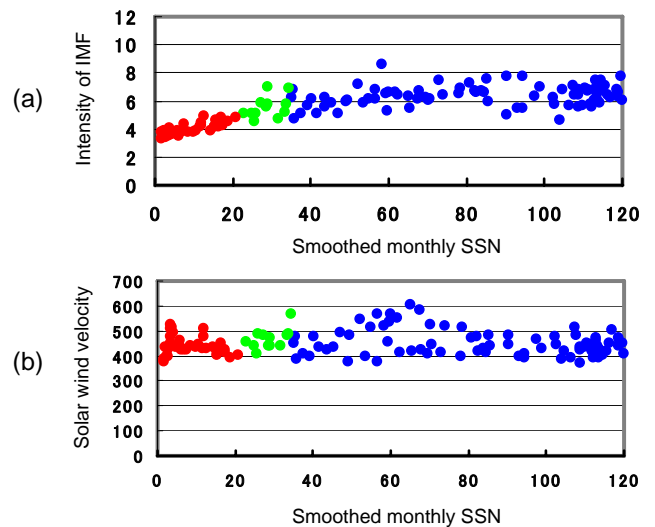 (a)
Intensity of IMF
12
10
8
6
4
2
0
0 20 40 60 80 100 120
Smoothed monthly SSN
(b)
Solar wind velocity
700
600
500
400
300
200
100
0
0 20 40 60 80 100 120
Smoothed monthly SSN